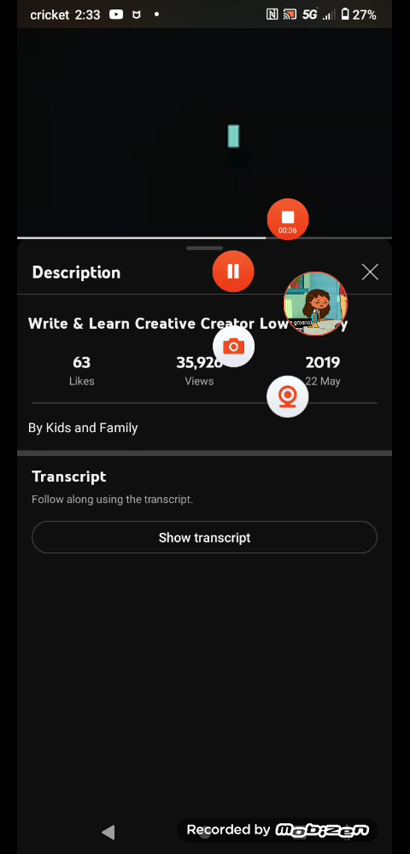 cricket 2:33
5G 27%
00:36
Description
Write & Learn Creative Creator Low y
63 35,926 2019
Likes Views 22 May
By Kids and Family
Transcript
Follow along using the transcript.
Show transcript
Recorded by MOBIZEN